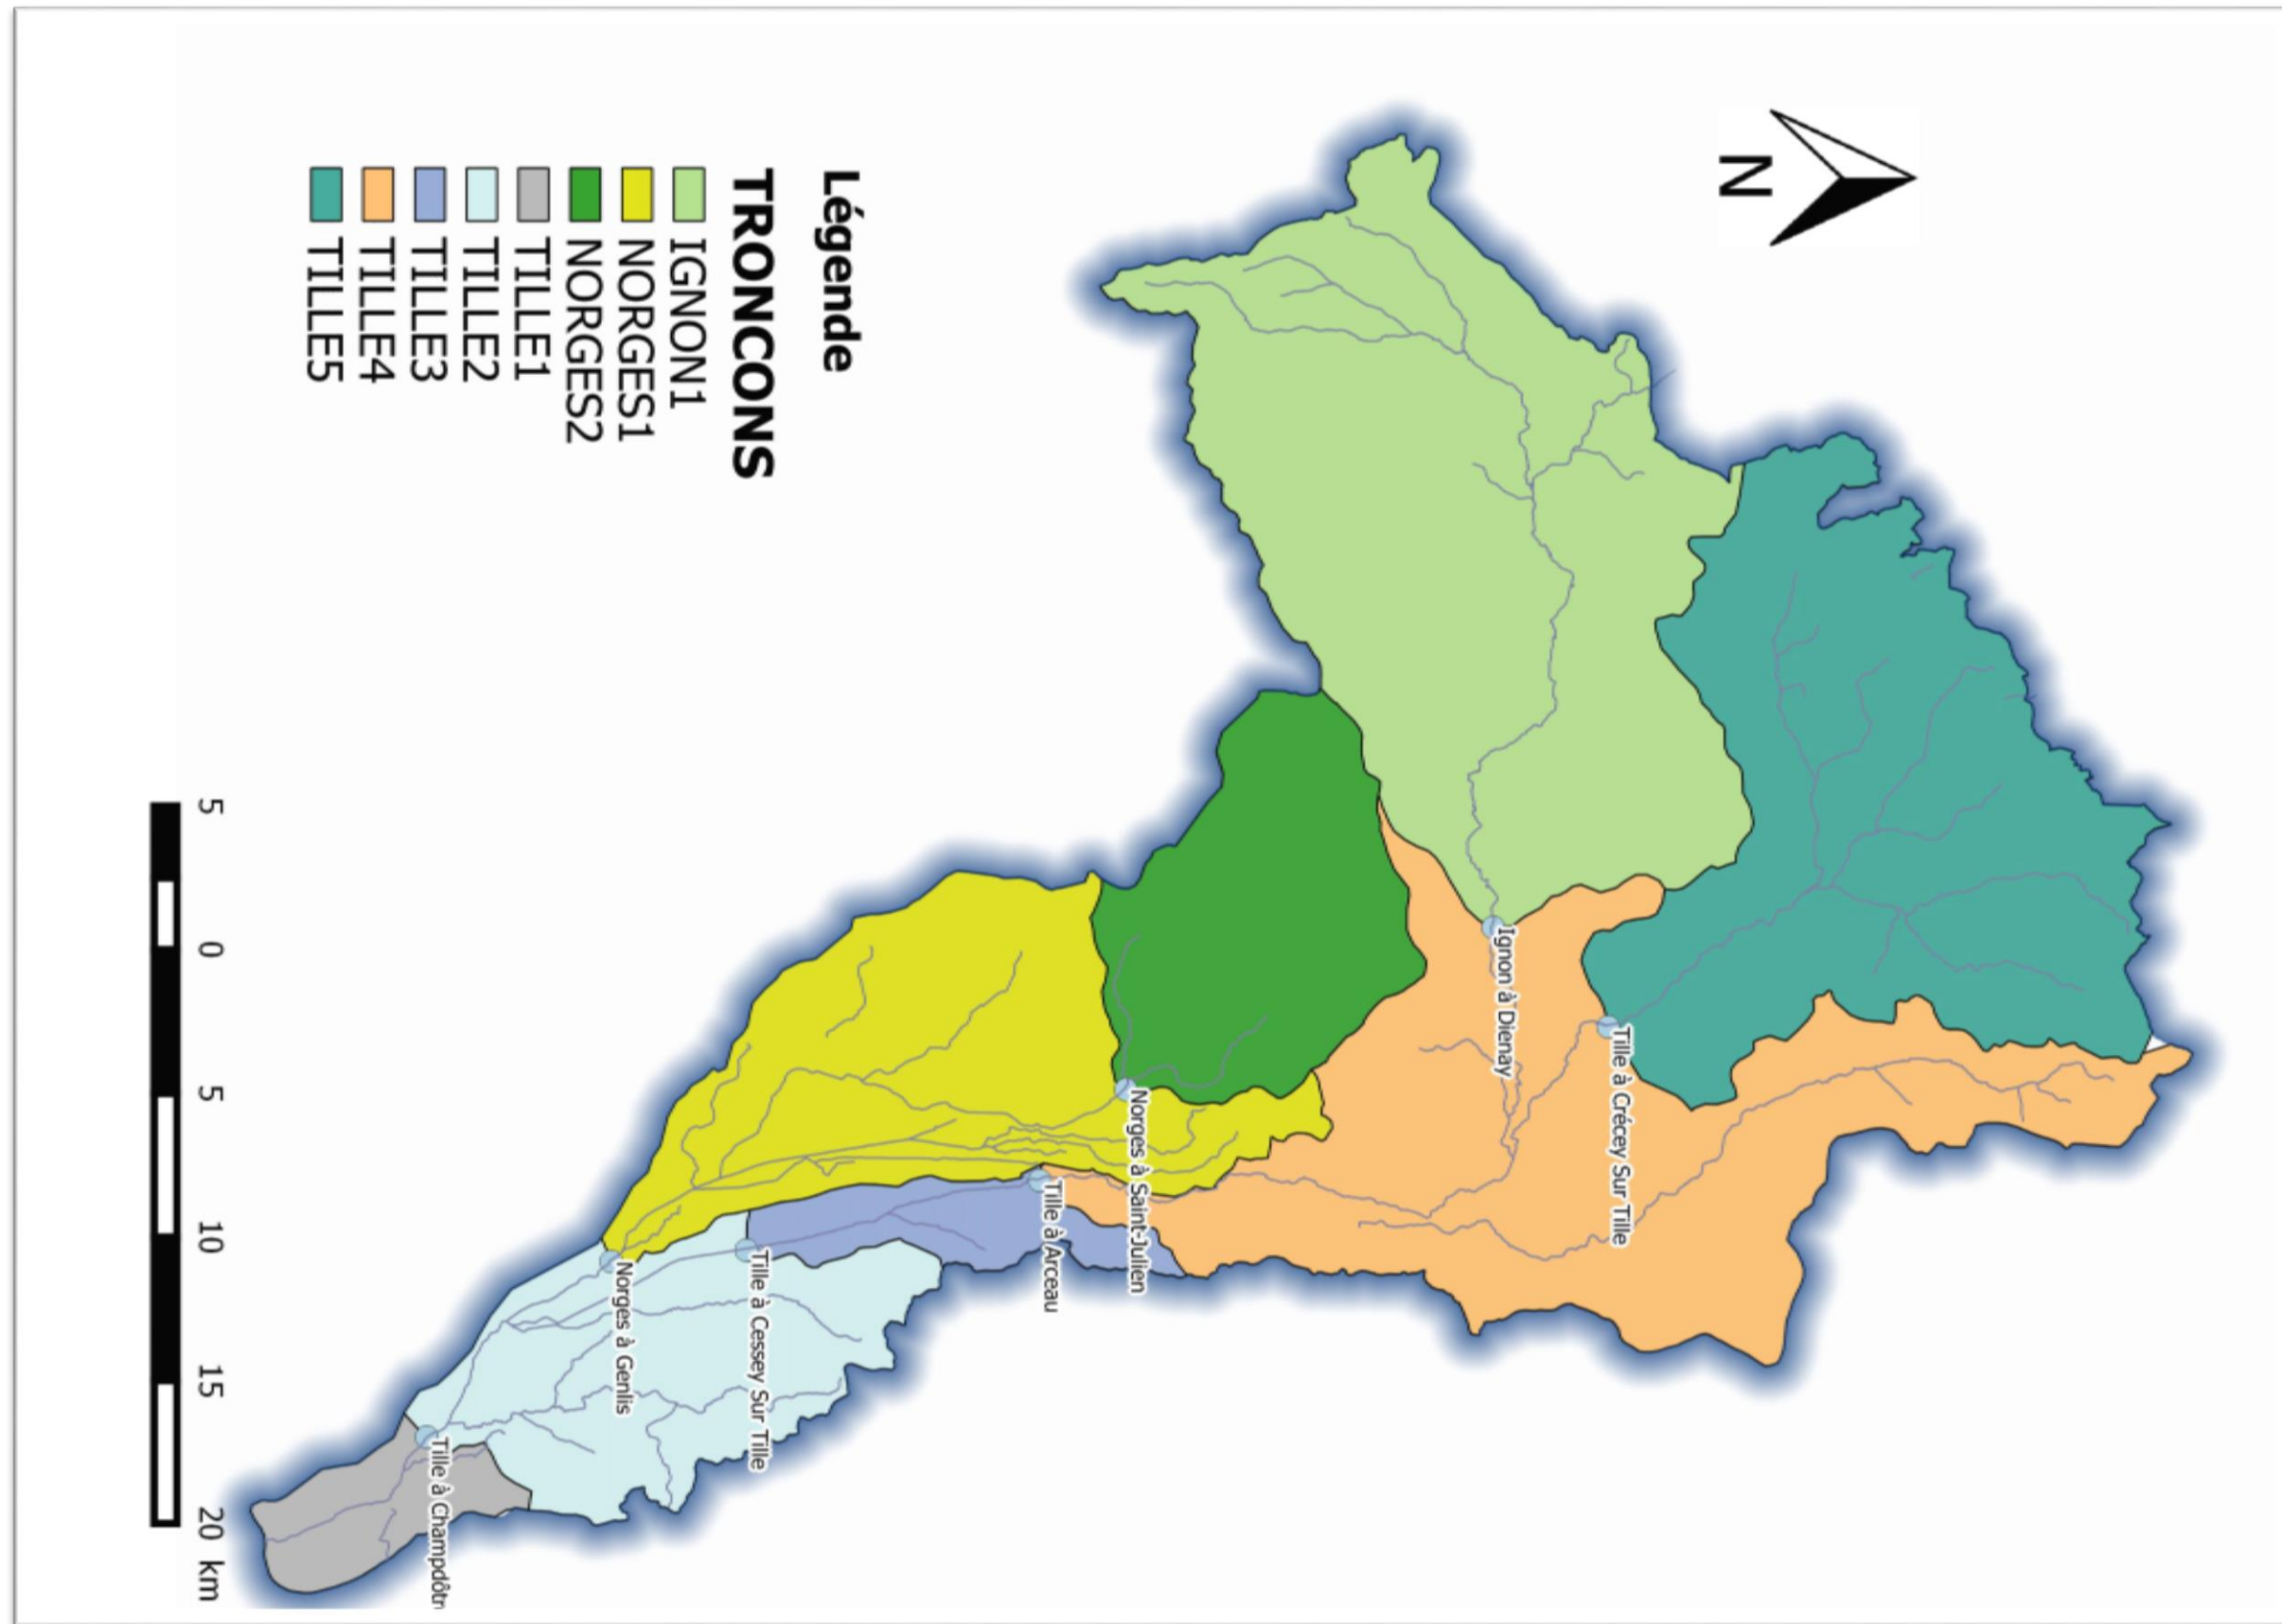 N
Légende
TRONCONS
IGNON1
NORGES1
NORGES2
TILLE1
TILLE2
TILLE3
TILLE4
TILLE5
Tille à Crécey Sur Tille
Ignon à Dienay
Norges à Saint-Julien
Tille à Arceau
Tille à Cessey Sur Tille
Norges à Genlis
Tille à Champdôtr
5 0 5 10 15 20 km